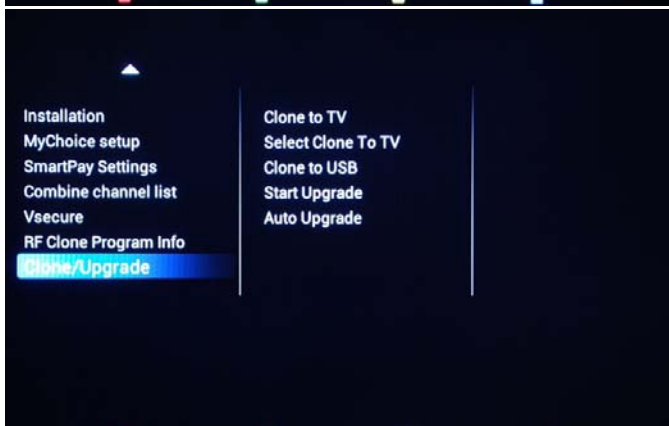 Installation
MyChoice setup
SmartPay Settings
Combine channel list
Vsecure
RF Clone Program Info
Clone/Upgrade
Clone to TV
Select Clone To TV
Clone to USB
Start Upgrade
Auto Upgrade